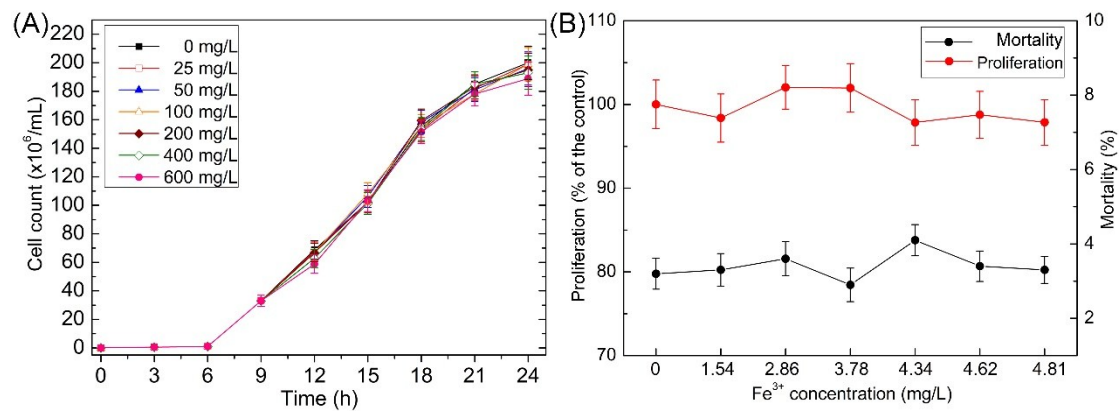 (A)
Cell count (x10⁶/mL)
220
200
180
160
140
120
100
80
60
40
20
0
0 mg/L
25 mg/L
50 mg/L
100 mg/L
200 mg/L
400 mg/L
600 mg/L
0 3 6 9 12 15 18 21 24
Time (h)
(B)
Proliferation (% of the control)
110
100
90
80
70
Mortality
Proliferation
10
8
6
4
2
Mortality (%)
0 1.54 2.86 3.78 4.34 4.62 4.81
Fe³⁺ concentration (mg/L)